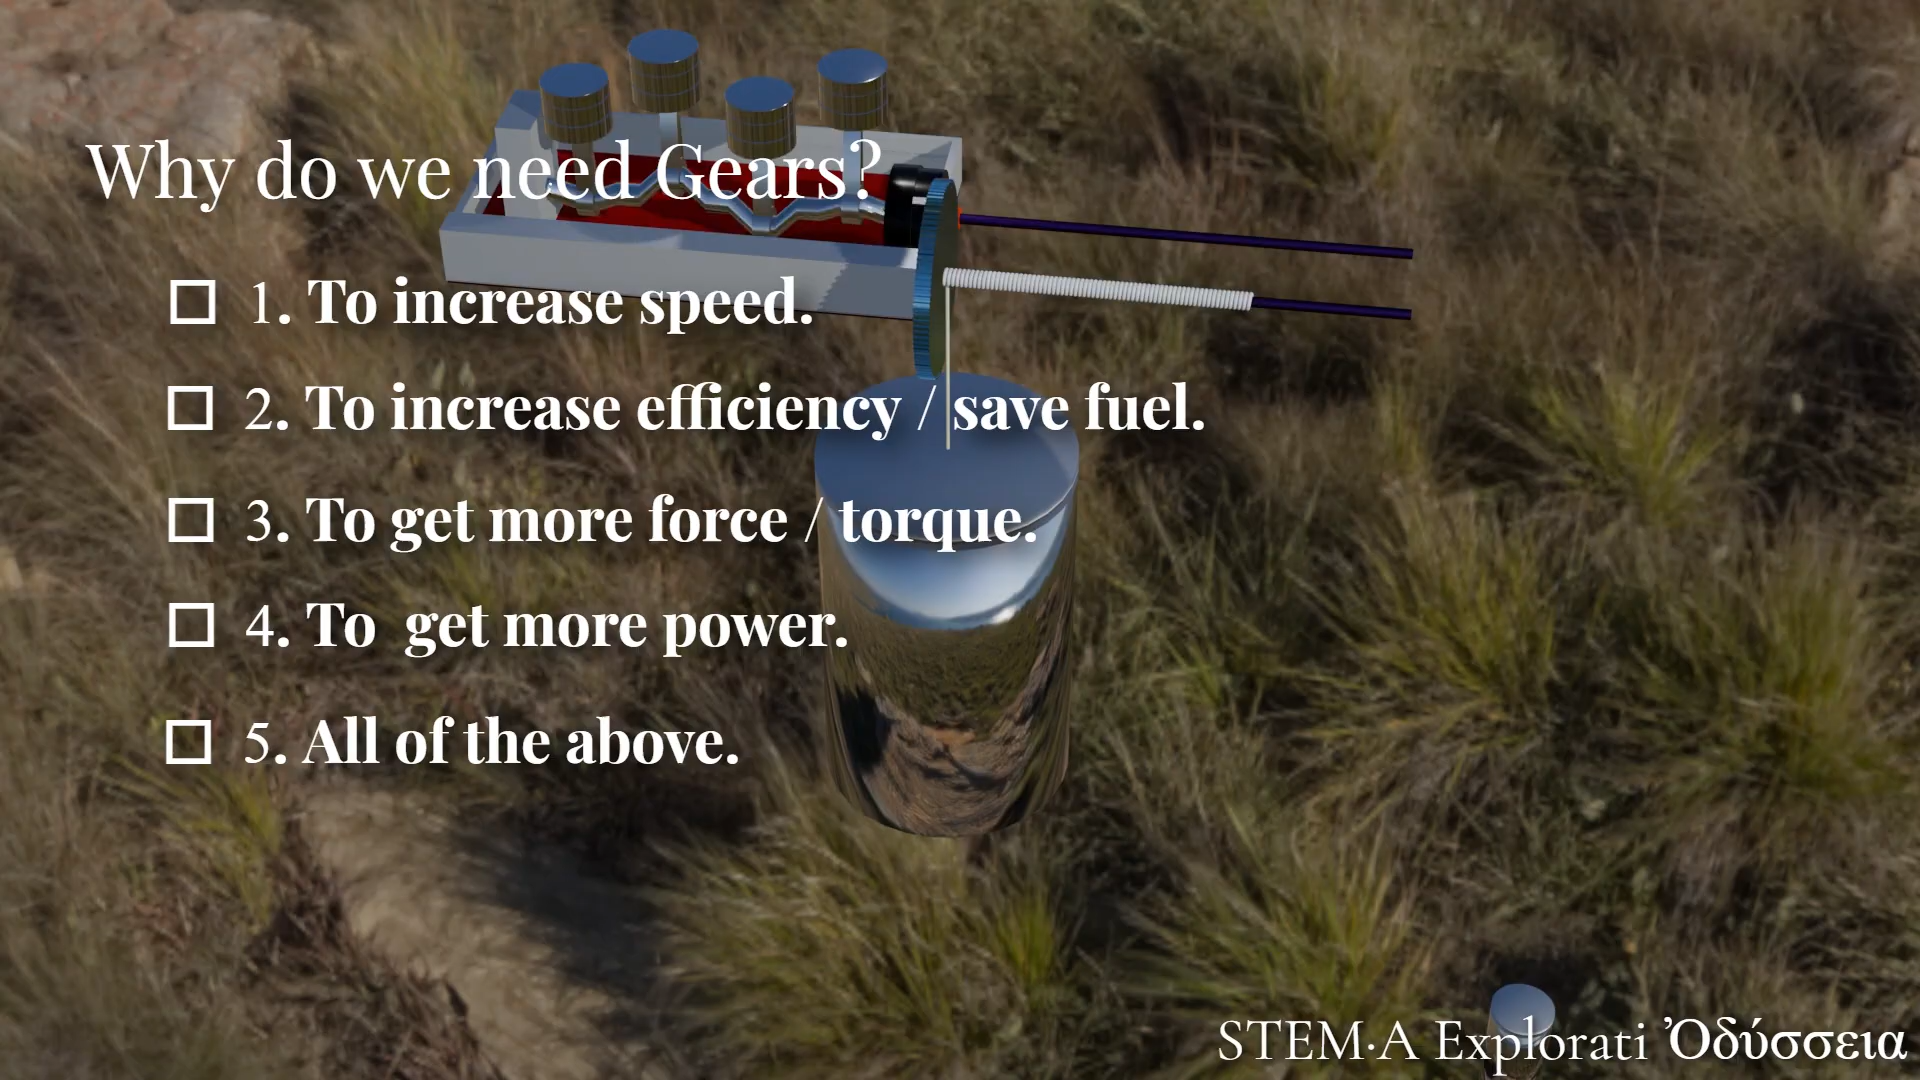 Why do we need Gears?
1. To increase speed.
2. To increase efficiency / save fuel.
3. To get more force / torque.
4. To  get more power.
5. All of the above.
STEM·A Explorati Ὀδύσσεια